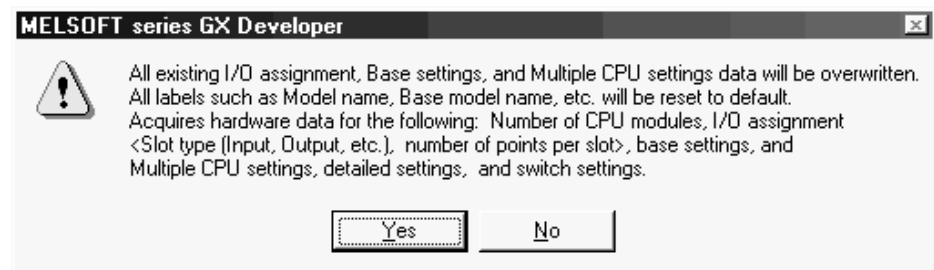 MELSOFT series GX Developer
All existing I/O assignment, Base settings, and Multiple CPU settings data will be overwritten.
All labels such as Model name, Base model name, etc. will be reset to default.
Acquires hardware data for the following:  Number of CPU modules, I/O assignment
<Slot type (Input, Output, etc.),  number of points per slot>, base settings, and
Multiple CPU settings, detailed settings,  and switch settings.
Yes No